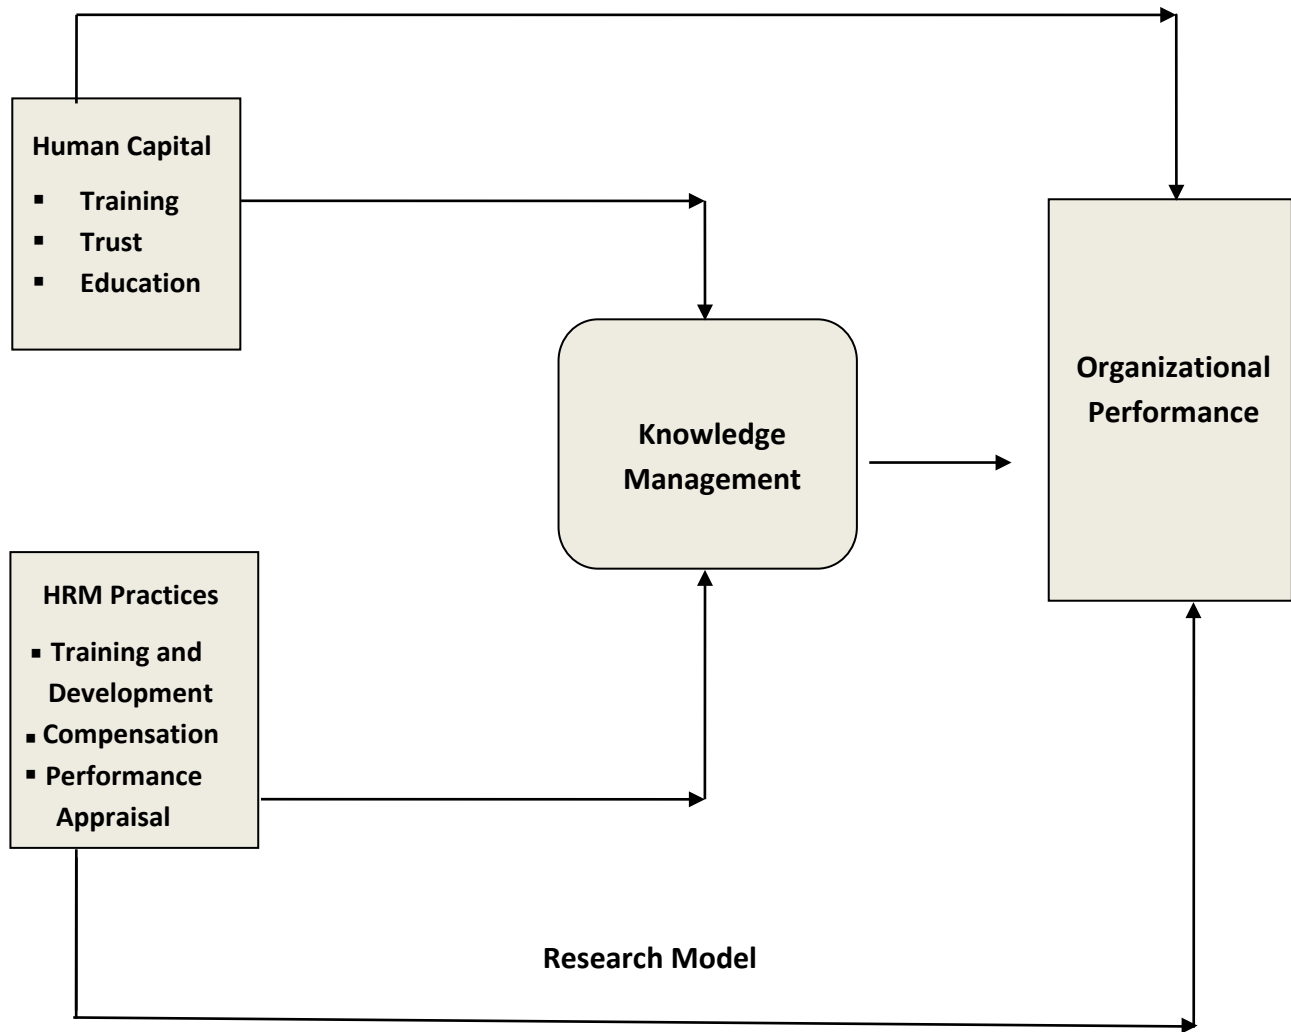 Human Capital
▪ Training
▪ Trust
▪ Education
Knowledge
Management
Organizational
Performance
HRM Practices
▪ Training and
Development
▪ Compensation
▪ Performance
Appraisal
Research Model